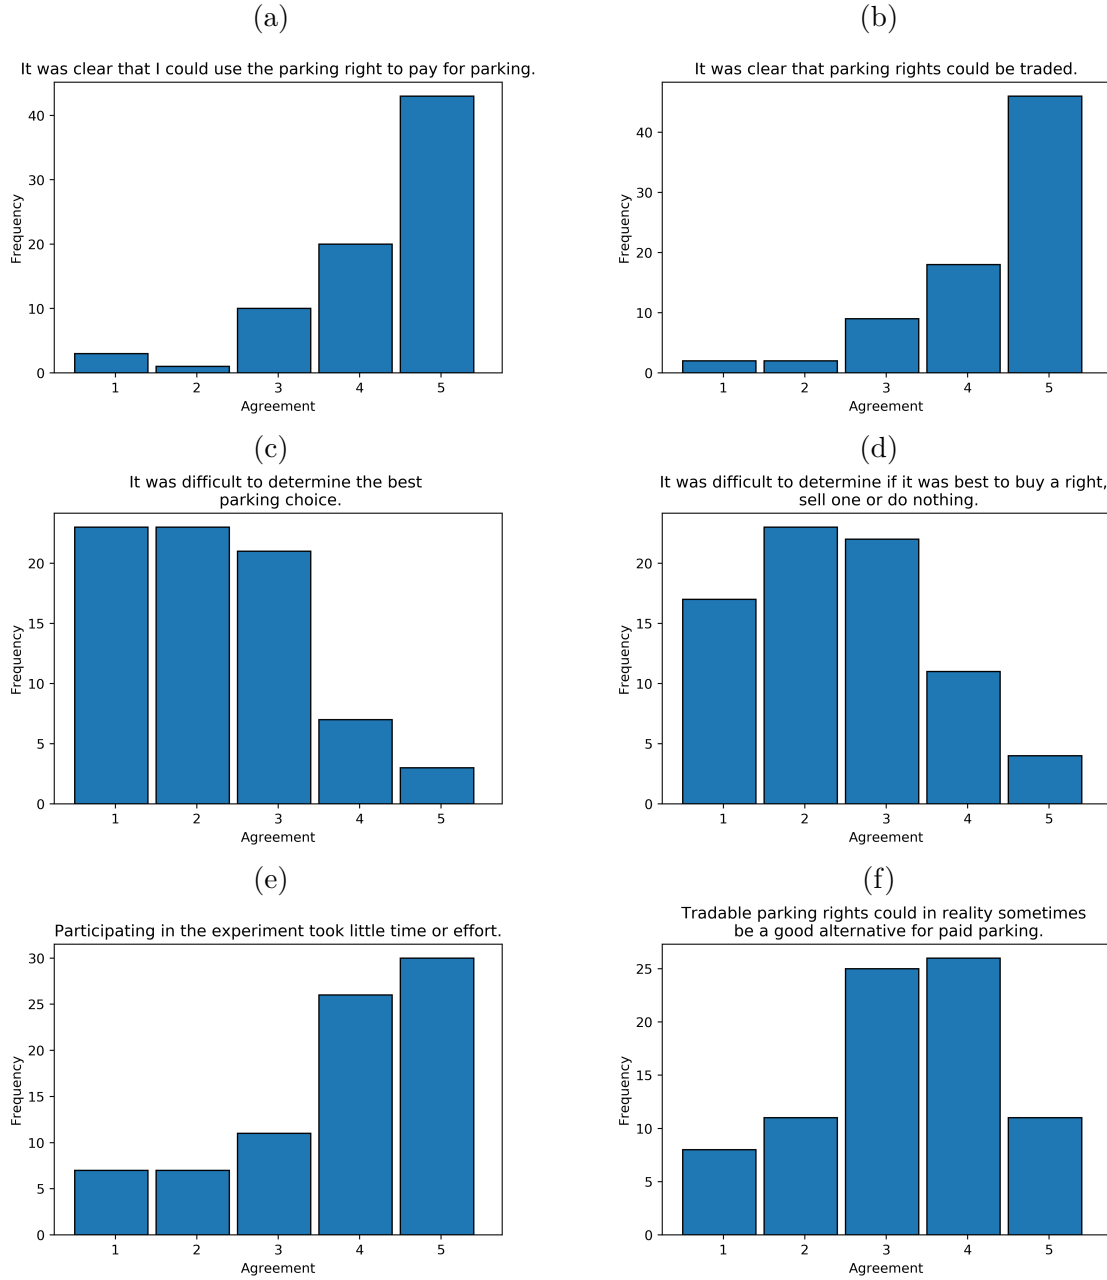 (a)
It was clear that I could use the parking right to pay for parking.
40
30
20
10
0
Frequency
1 2 3 4 5
Agreement
(b)
It was clear that parking rights could be traded.
40
30
20
10
0
Frequency
1 2 3 4 5
Agreement
(c)
It was difficult to determine the best
parking choice.
20
15
10
5
0
Frequency
1 2 3 4 5
Agreement
(d)
It was difficult to determine if it was best to buy a right,
sell one or do nothing.
20
15
10
5
0
Frequency
1 2 3 4 5
Agreement
(e)
Participating in the experiment took little time or effort.
30
25
20
15
10
5
0
Frequency
1 2 3 4 5
Agreement
(f)
Tradable parking rights could in reality sometimes
be a good alternative for paid parking.
25
20
15
10
5
0
Frequency
1 2 3 4 5
Agreement